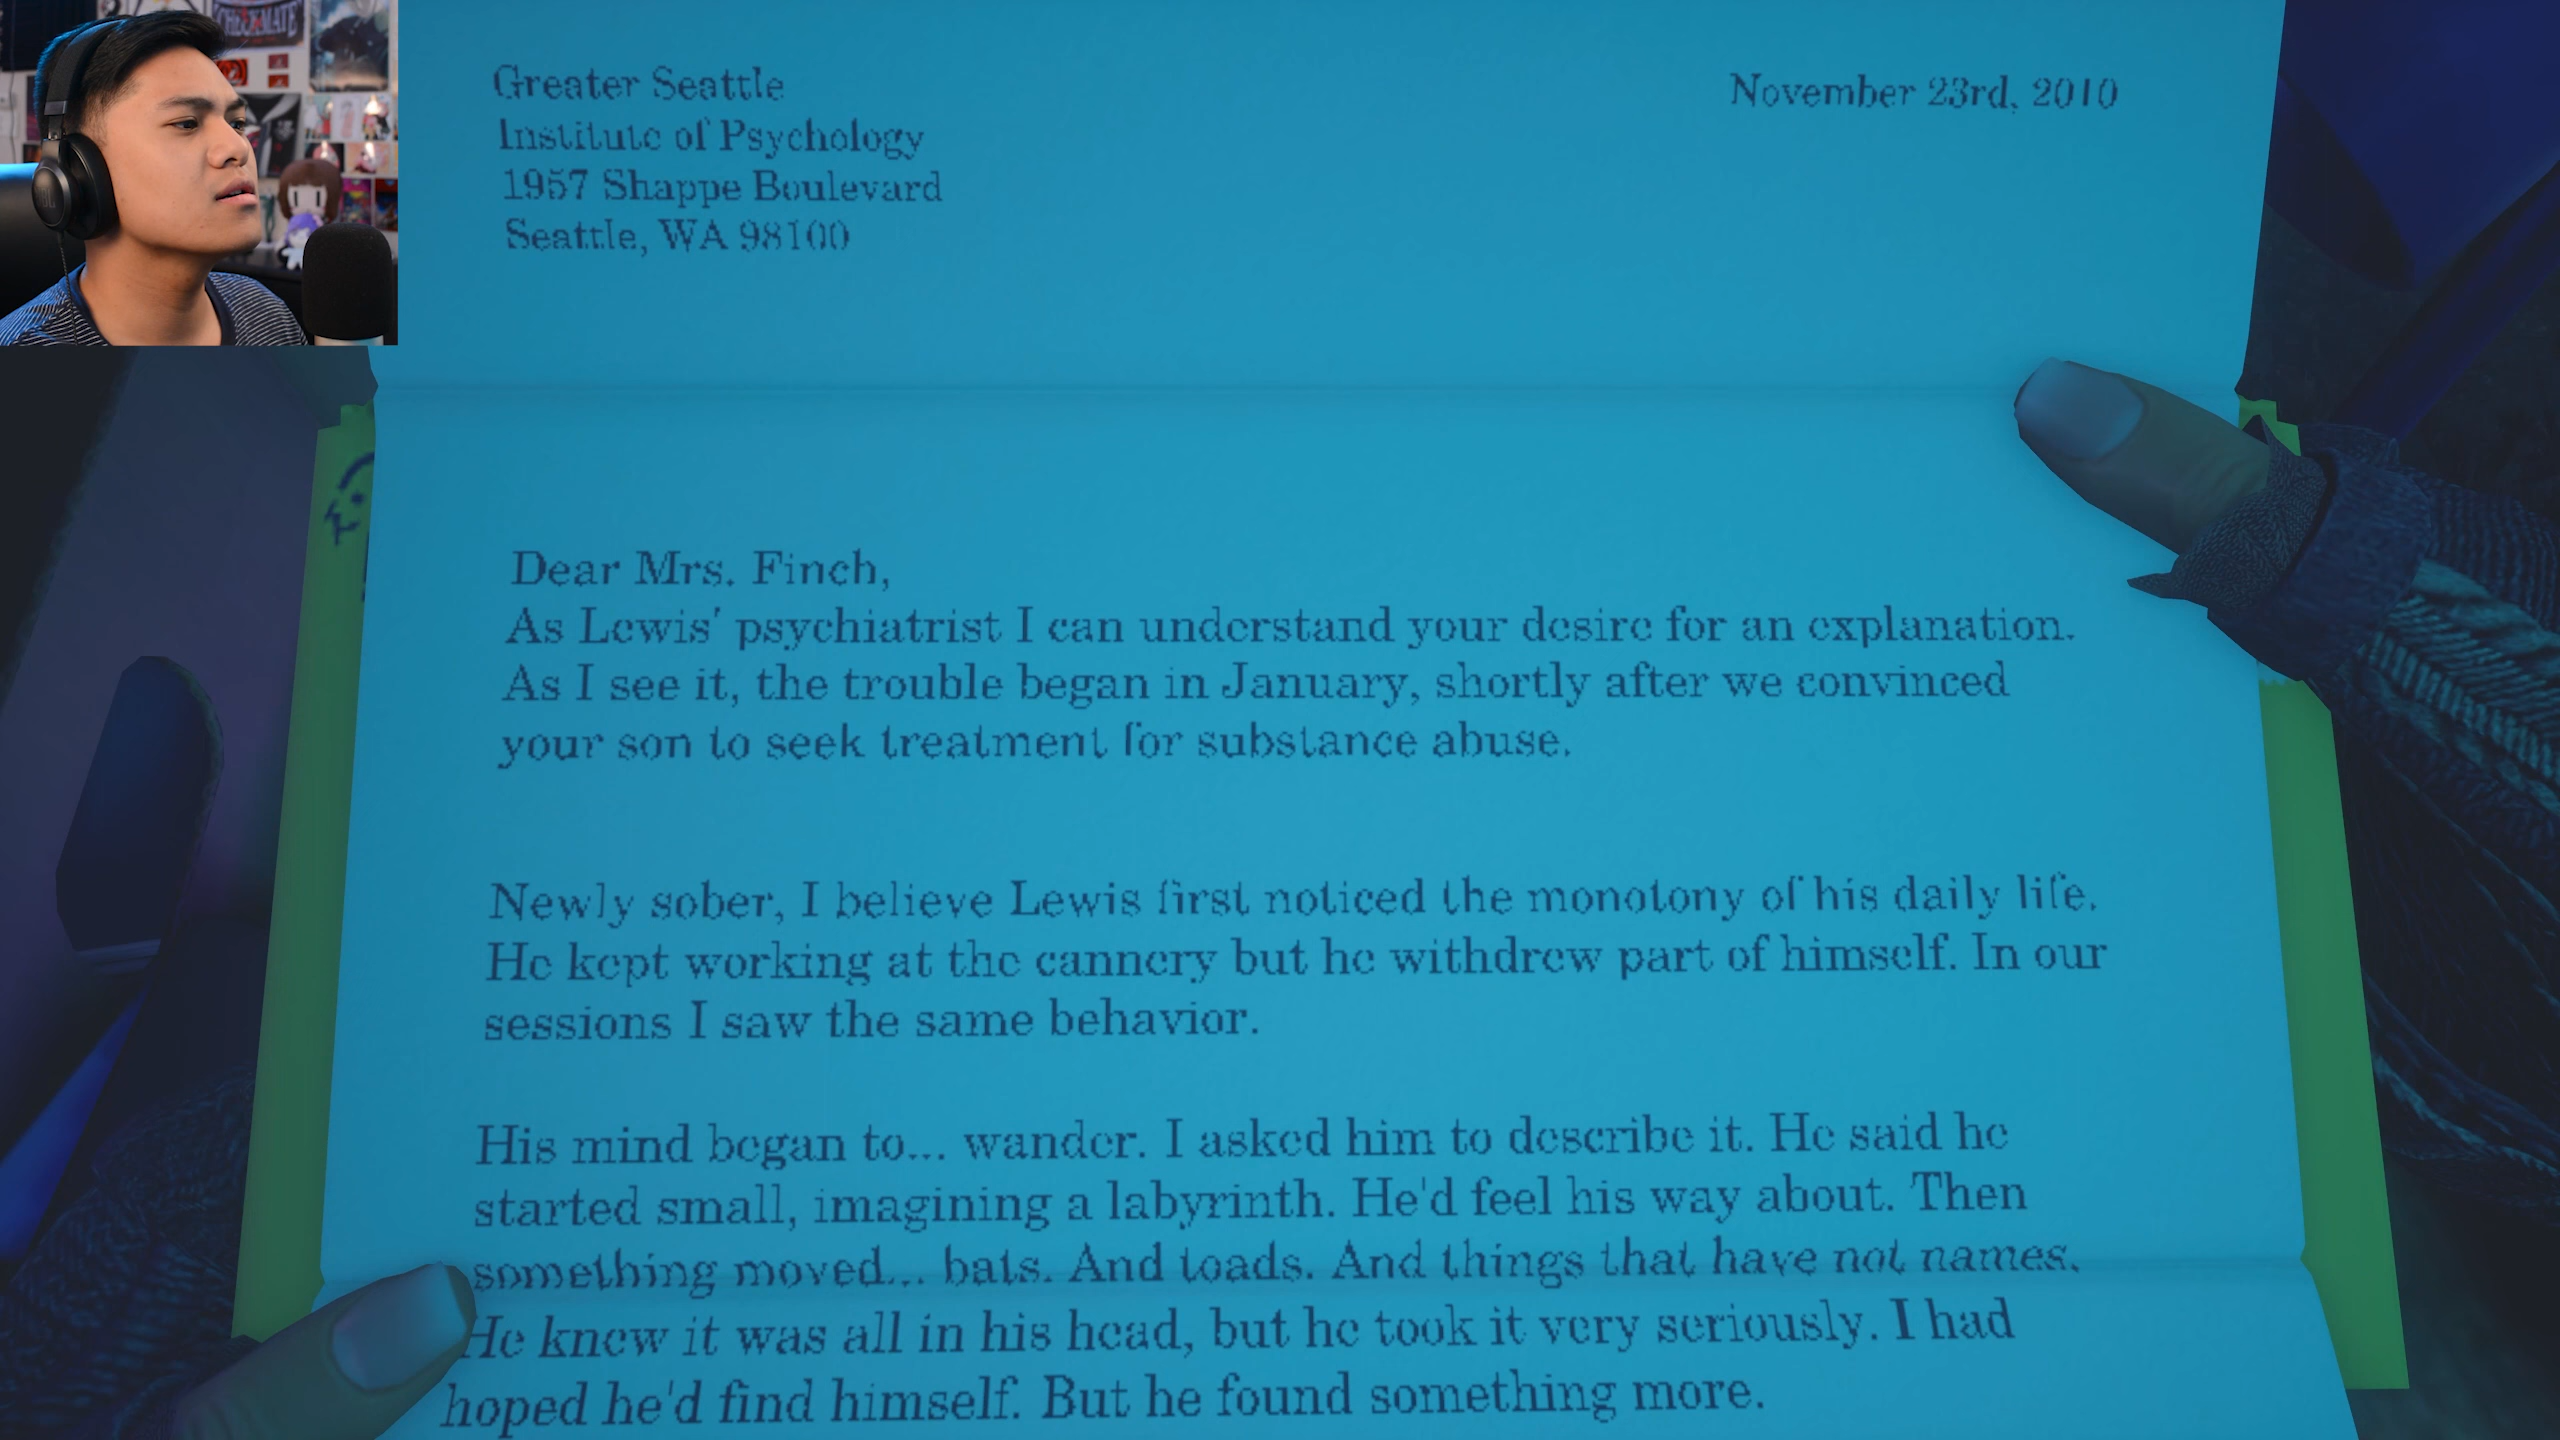 CHECKMATE
Greater Seattle
Institute of Psychology
1957 Shappe Boulevard
Seattle, WA 98100
November 23rd, 2010
Dear Mrs. Finch,
As Lewis' psychiatrist I can understand your desire for an explanation.
As I see it, the trouble began in January, shortly after we convinced
your son to seek treatment for substance abuse.
Newly sober, I believe Lewis first noticed the monotony of his daily life.
He kept working at the cannery but he withdrew part of himself. In our
sessions I saw the same behavior.
His mind began to... wander. I asked him to describe it. He said he
started small, imagining a labyrinth. He'd feel his way about. Then
something moved... bats. And toads. And things that have not names.
He knew it was all in his head, but he took it very seriously. I had
hoped he'd find himself. But he found something more.